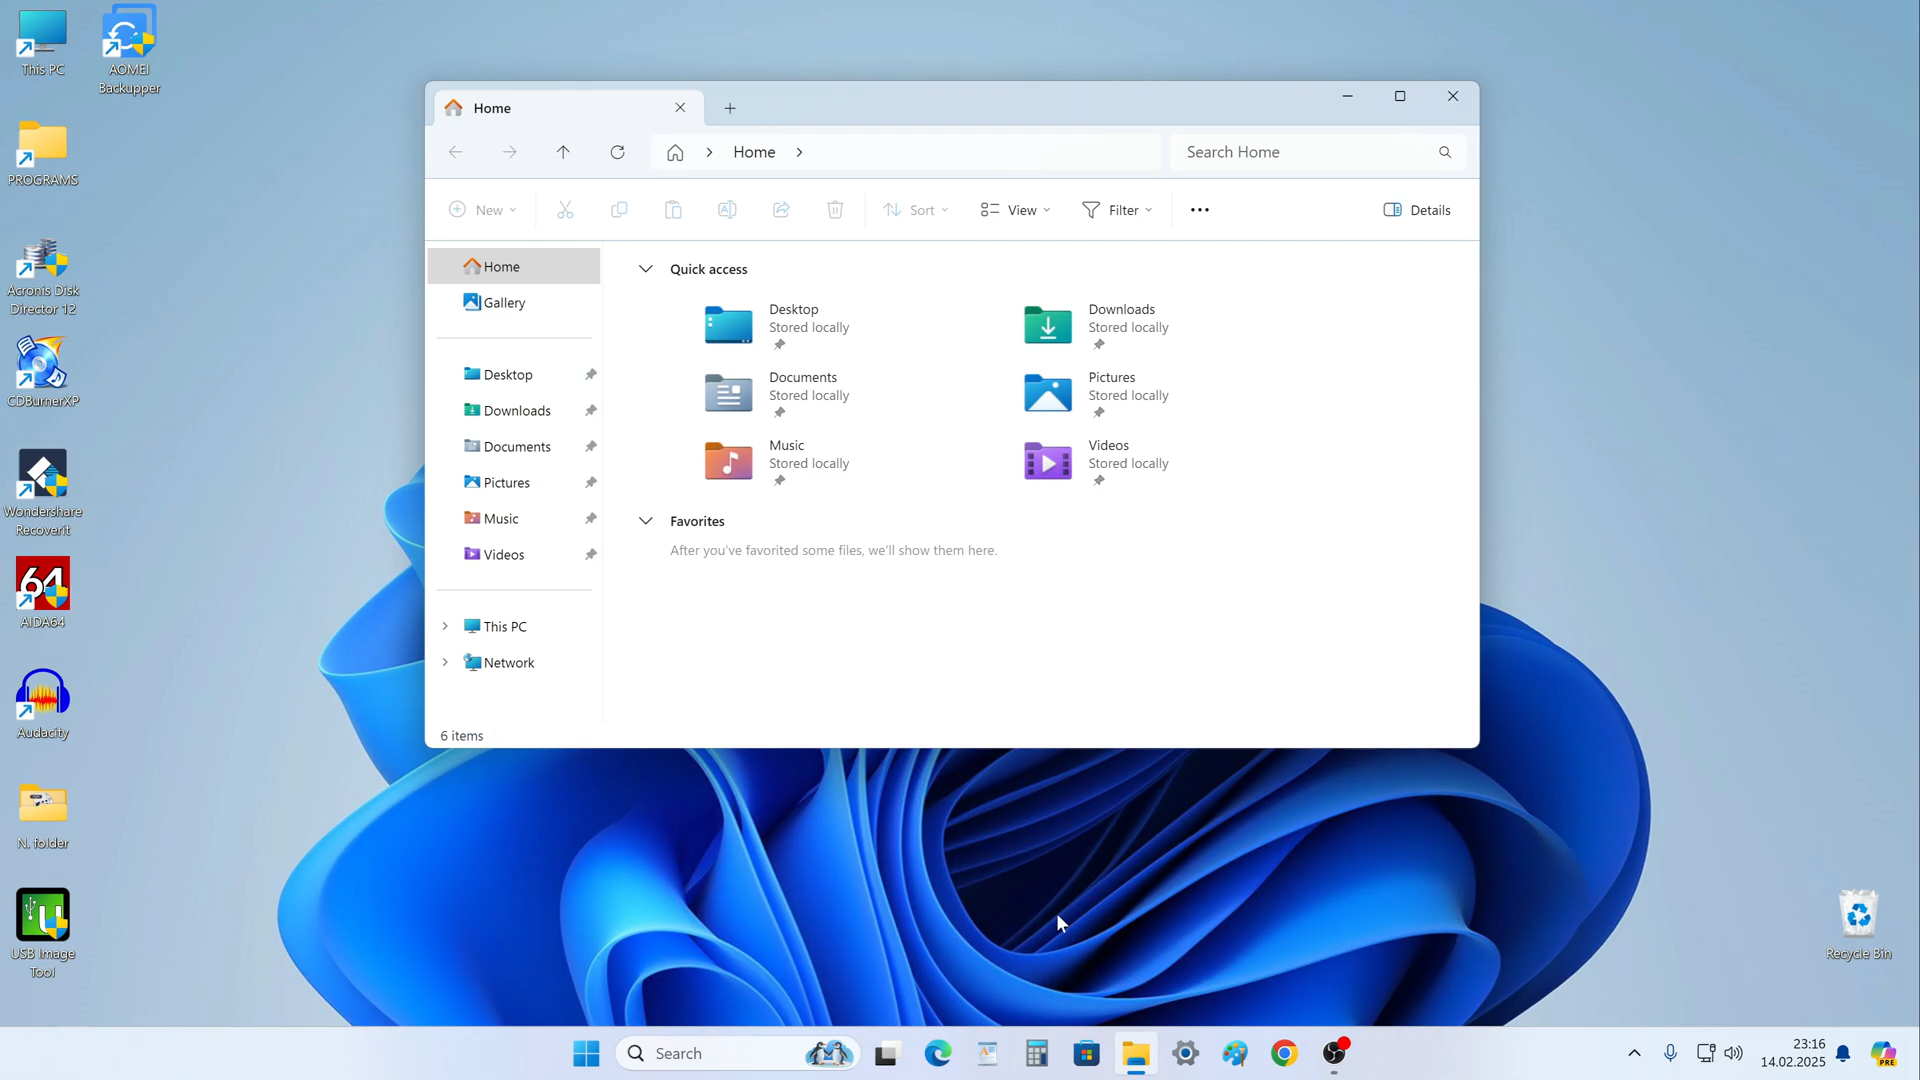 This PC
AOMEI
Backupper
PROGRAMS
Acronis Disk
Director 12
CDBurnerXP
Wondershare
Recoverit
64
AIDA64
Audacity
N. folder
USB Image
Tool
Home
Home
Search Home
New
Sort
View
Filter
Details
Home
Gallery
Desktop
Downloads
Documents
Pictures
Music
Videos
This PC
Network
Quick access
Desktop
Stored locally
Downloads
Stored locally
Documents
Stored locally
Pictures
Stored locally
Music
Stored locally
Videos
Stored locally
Favorites
After you've favorited some files, we'll show them here.
6 items
Recycle Bin
Search
23:16
14.02.2025
PRE